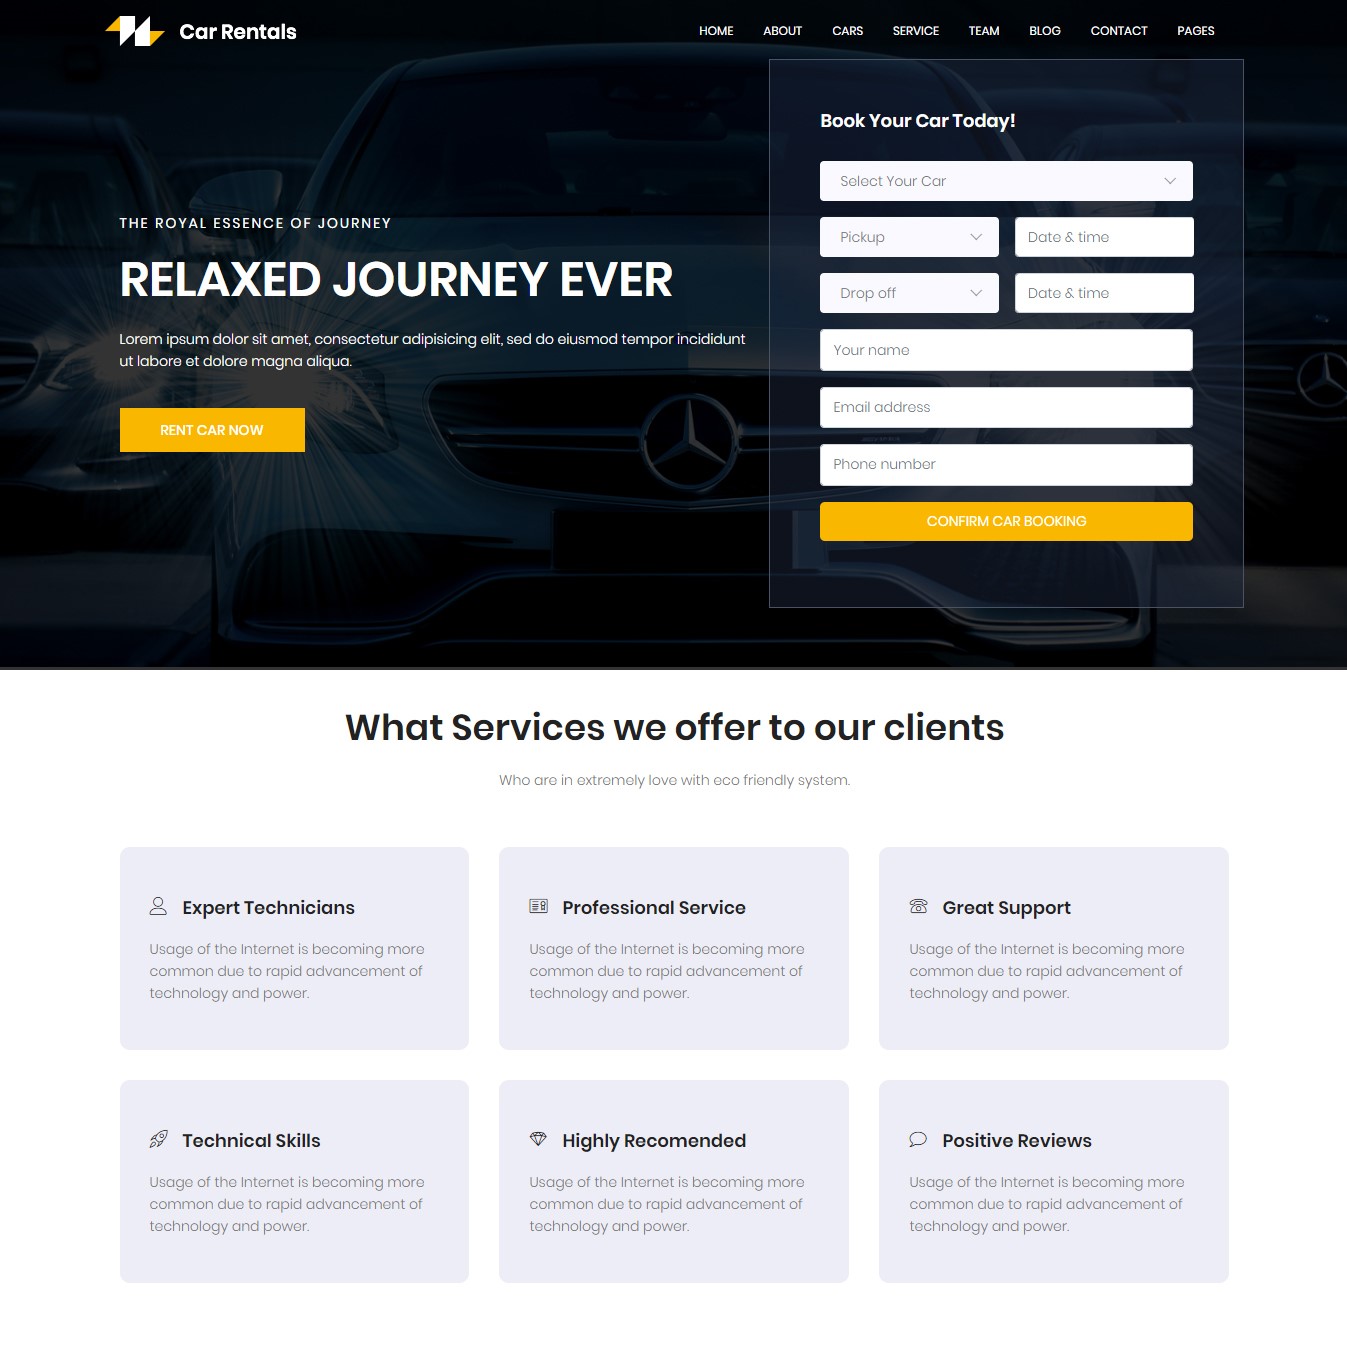 Car Rentals
HOME ABOUT CARS SERVICE TEAM BLOG CONTACT PAGES
THE ROYAL ESSENCE OF JOURNEY
RELAXED JOURNEY EVER
Lorem ipsum dolor sit amet, consectetur adipisicing elit, sed do eiusmod tempor incididunt
ut labore et dolore magna aliqua.
RENT CAR NOW
Book Your Car Today!
Select Your Car
Pickup
Date & time
Drop off
Date & time
Your name
Email address
Phone number
CONFIRM CAR BOOKING
What Services we offer to our clients
Who are in extremely love with eco friendly system.
Expert Technicians
Usage of the Internet is becoming more
common due to rapid advancement of
technology and power.
Professional Service
Usage of the Internet is becoming more
common due to rapid advancement of
technology and power.
Great Support
Usage of the Internet is becoming more
common due to rapid advancement of
technology and power.
Technical Skills
Usage of the Internet is becoming more
common due to rapid advancement of
technology and power.
Highly Recomended
Usage of the Internet is becoming more
common due to rapid advancement of
technology and power.
Positive Reviews
Usage of the Internet is becoming more
common due to rapid advancement of
technology and power.